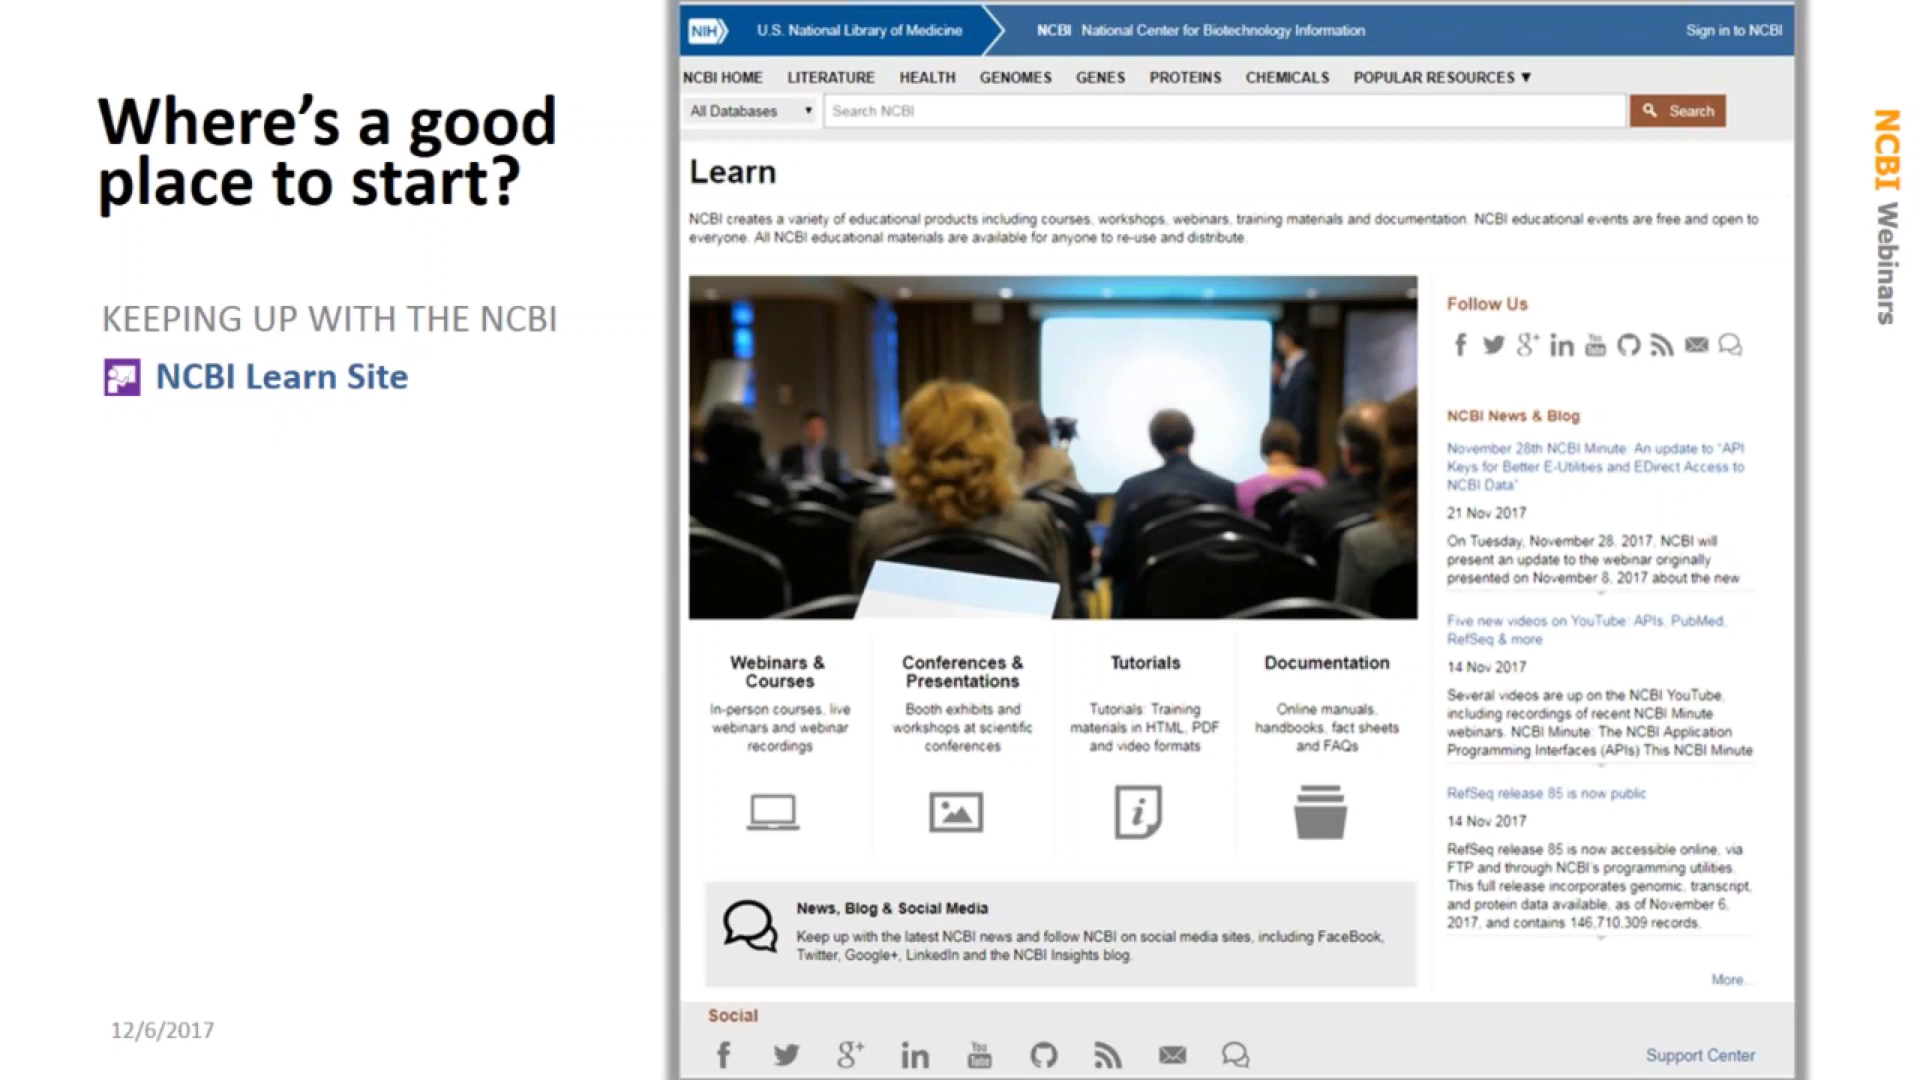 Where's a good
place to start?
KEEPING UP WITH THE NCBI
NCBI Learn Site
12/6/2017
NIH
U.S. National Library of Medicine
NCBI National Center for Biotechnology Information
Sign in to NCBI
NCBI HOME LITERATURE HEALTH GENOMES GENES PROTEINS CHEMICALS POPULAR RESOURCES ▼
All Databases ▼
Search NCBI
Search
Learn
NCBI creates a variety of educational products including courses, workshops, webinars, training materials and documentation. NCBI educational events are free and open to
everyone. All NCBI educational materials are available for anyone to re-use and distribute.
Webinars &
Courses
In-person courses, live
webinars and webinar
recordings
Conferences &
Presentations
Booth exhibits and
workshops at scientific
conferences
Tutorials
Tutorials: Training
materials in HTML, PDF
and video formats
Documentation
Online manuals,
handbooks, fact sheets
and FAQs
News, Blog & Social Media
Keep up with the latest NCBI news and follow NCBI on social media sites, including FaceBook,
Twitter, Google+, LinkedIn and the NCBI Insights blog.
Follow Us
f g+ in You Tube
NCBI News & Blog
November 28th NCBI Minute: An update to "API
Keys for Better E-Utilities and EDirect Access to
NCBI Data"
21 Nov 2017
On Tuesday, November 28, 2017, NCBI will
present an update to the webinar originally
presented on November 8, 2017 about the new
Five new videos on YouTube: APIs, PubMed,
RefSeq & more
14 Nov 2017
Several videos are up on the NCBI YouTube,
including recordings of recent NCBI Minute
webinars. NCBI Minute: The NCBI Application
Programming Interfaces (APIs) This NCBI Minute
RefSeq release 85 is now public
14 Nov 2017
RefSeq release 85 is now accessible online, via
FTP and through NCBI's programming utilities.
This full release incorporates genomic, transcript,
and protein data available, as of November 6,
2017, and contains 146,710,309 records.
More...
Social
f g+ in You Tube
Support Center
NCBI Webinars